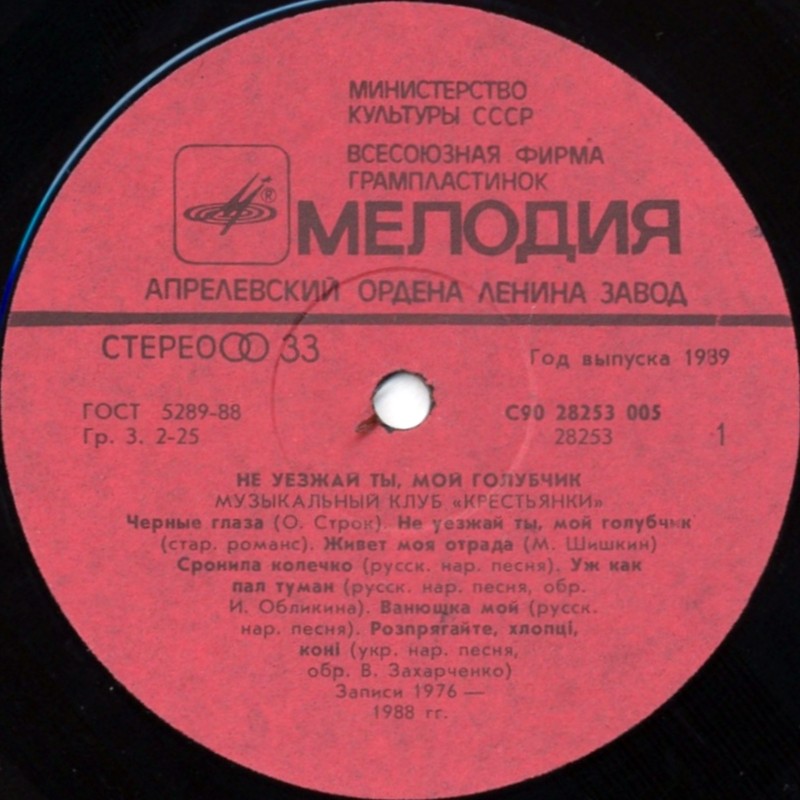 МИНИСТЕРСТВО
КУЛЬТУРЫ СССР
ВСЕСОЮЗНАЯ ФИРМА
ГРАМПЛАСТИНОК
®
МЕЛОДИЯ
АПРЕЛЕВСКИЙ ОРДЕНА ЛЕНИНА ЗАВОД
СТЕРЕО 33
Год выпуска 1989
ГОСТ 5289-88
С90 28253 005
Гр. 3. 2-25
28253 1
НЕ УЕЗЖАЙ ТЫ, МОЙ ГОЛУБЧИК
МУЗЫКАЛЬНЫЙ КЛУБ «КРЕСТЬЯНКИ»
Черные глаза (О. Строк). Не уезжай ты, мой голубчик
(стар. романс). Живет моя отрада (М. Шишкин)
Сронила колечко (русск. нар. песня). Уж как
пал туман (русск. нар. песня, обр.
И. Обликина). Ванюшка мой (русск.
нар. песня). Розпрягайте, хлопці,
коні (укр. нар. песня,
обр. В. Захарченко)
Записи 1976 —
1988 гг.